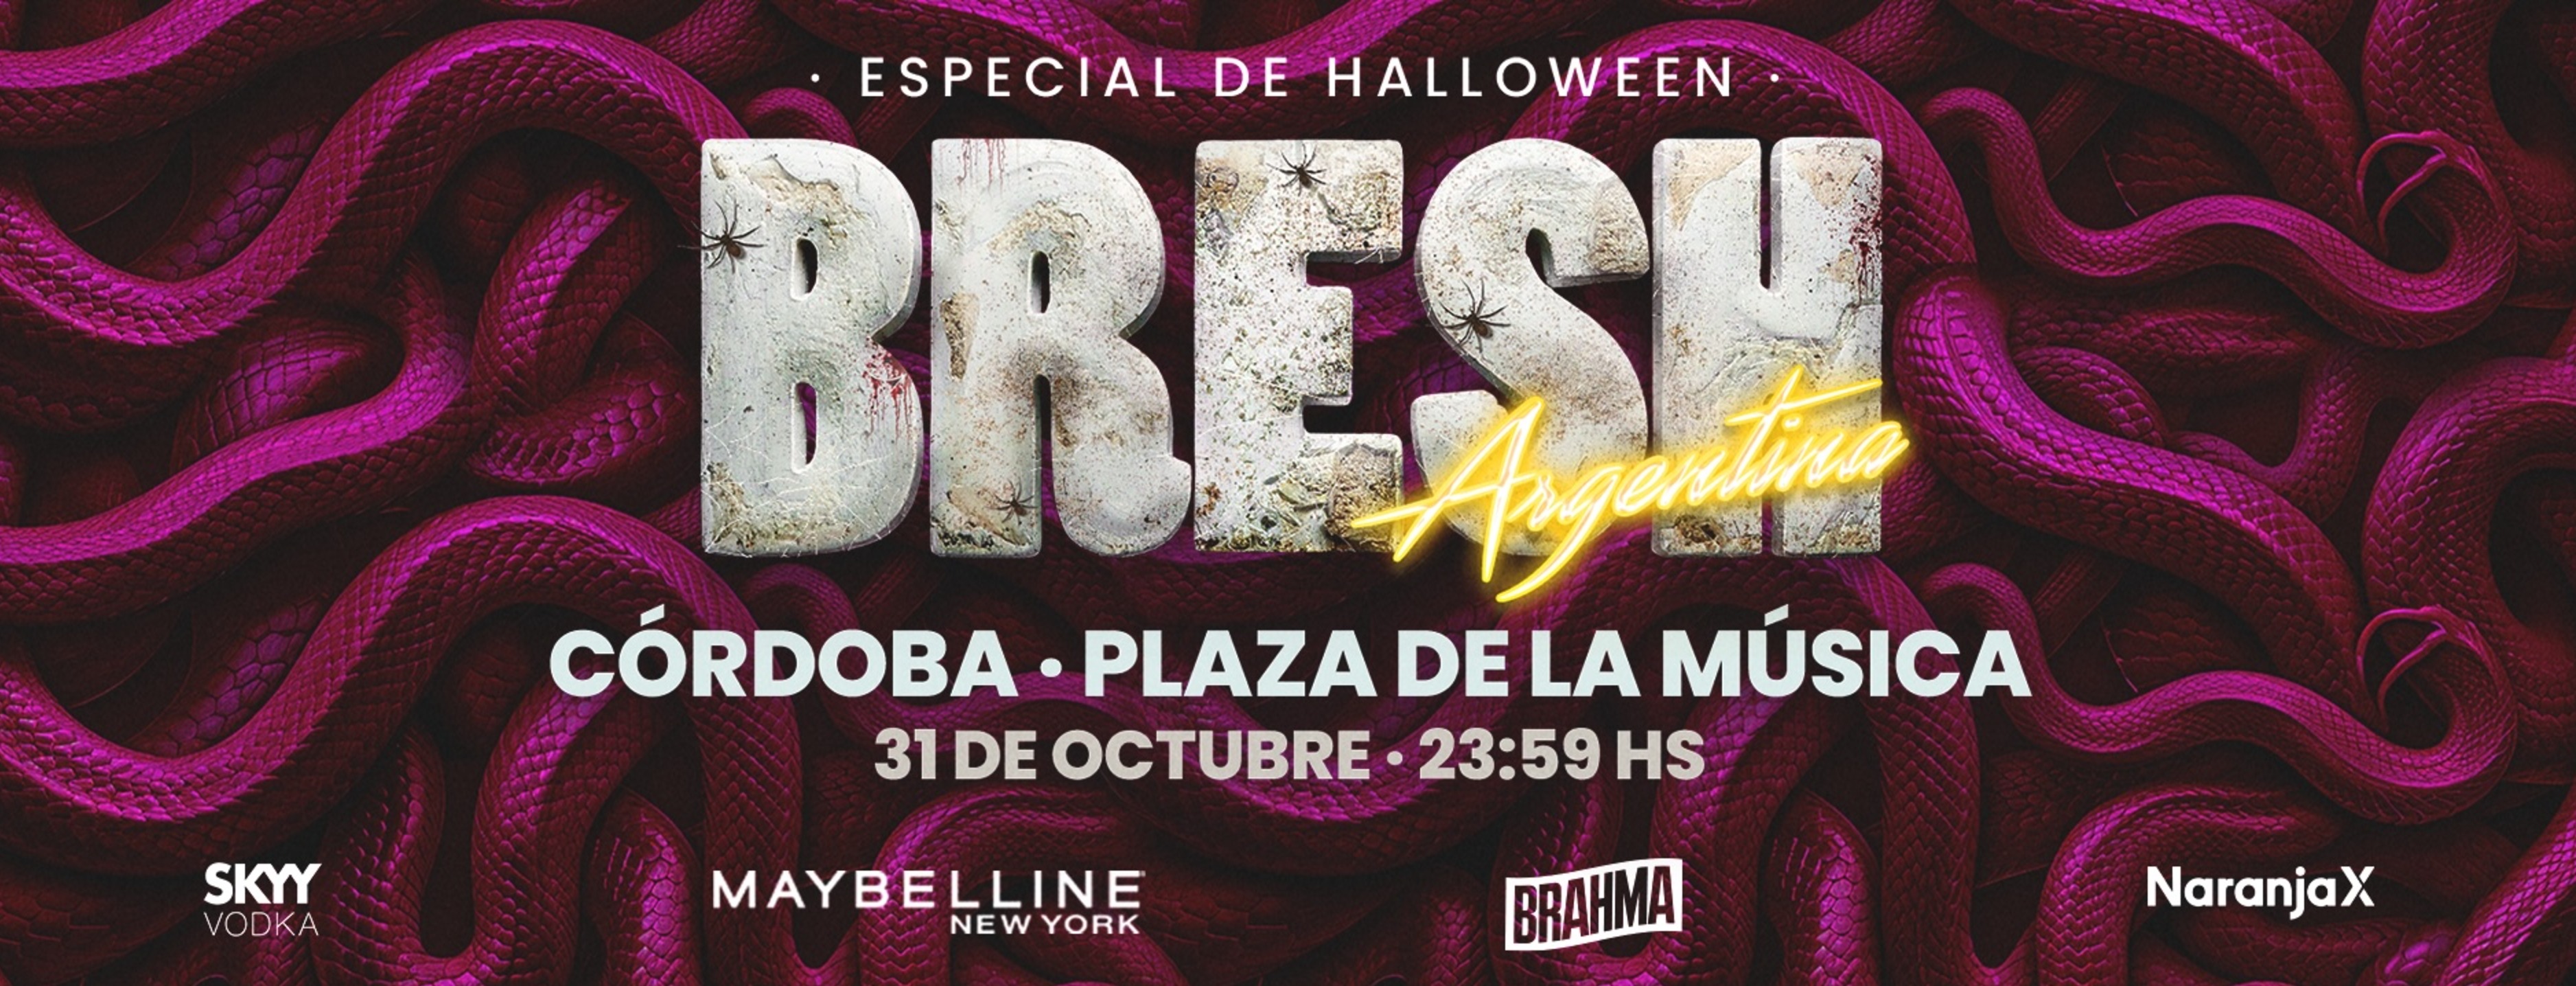 · ESPECIAL DE HALLOWEEN ·
BRESH
Argentina
CÓRDOBA · PLAZA DE LA MÚSICA
31 DE OCTUBRE · 23:59 HS
SKYY
VODKA
MAYBELLINE
NEW YORK
BRAHMA
NaranjaX